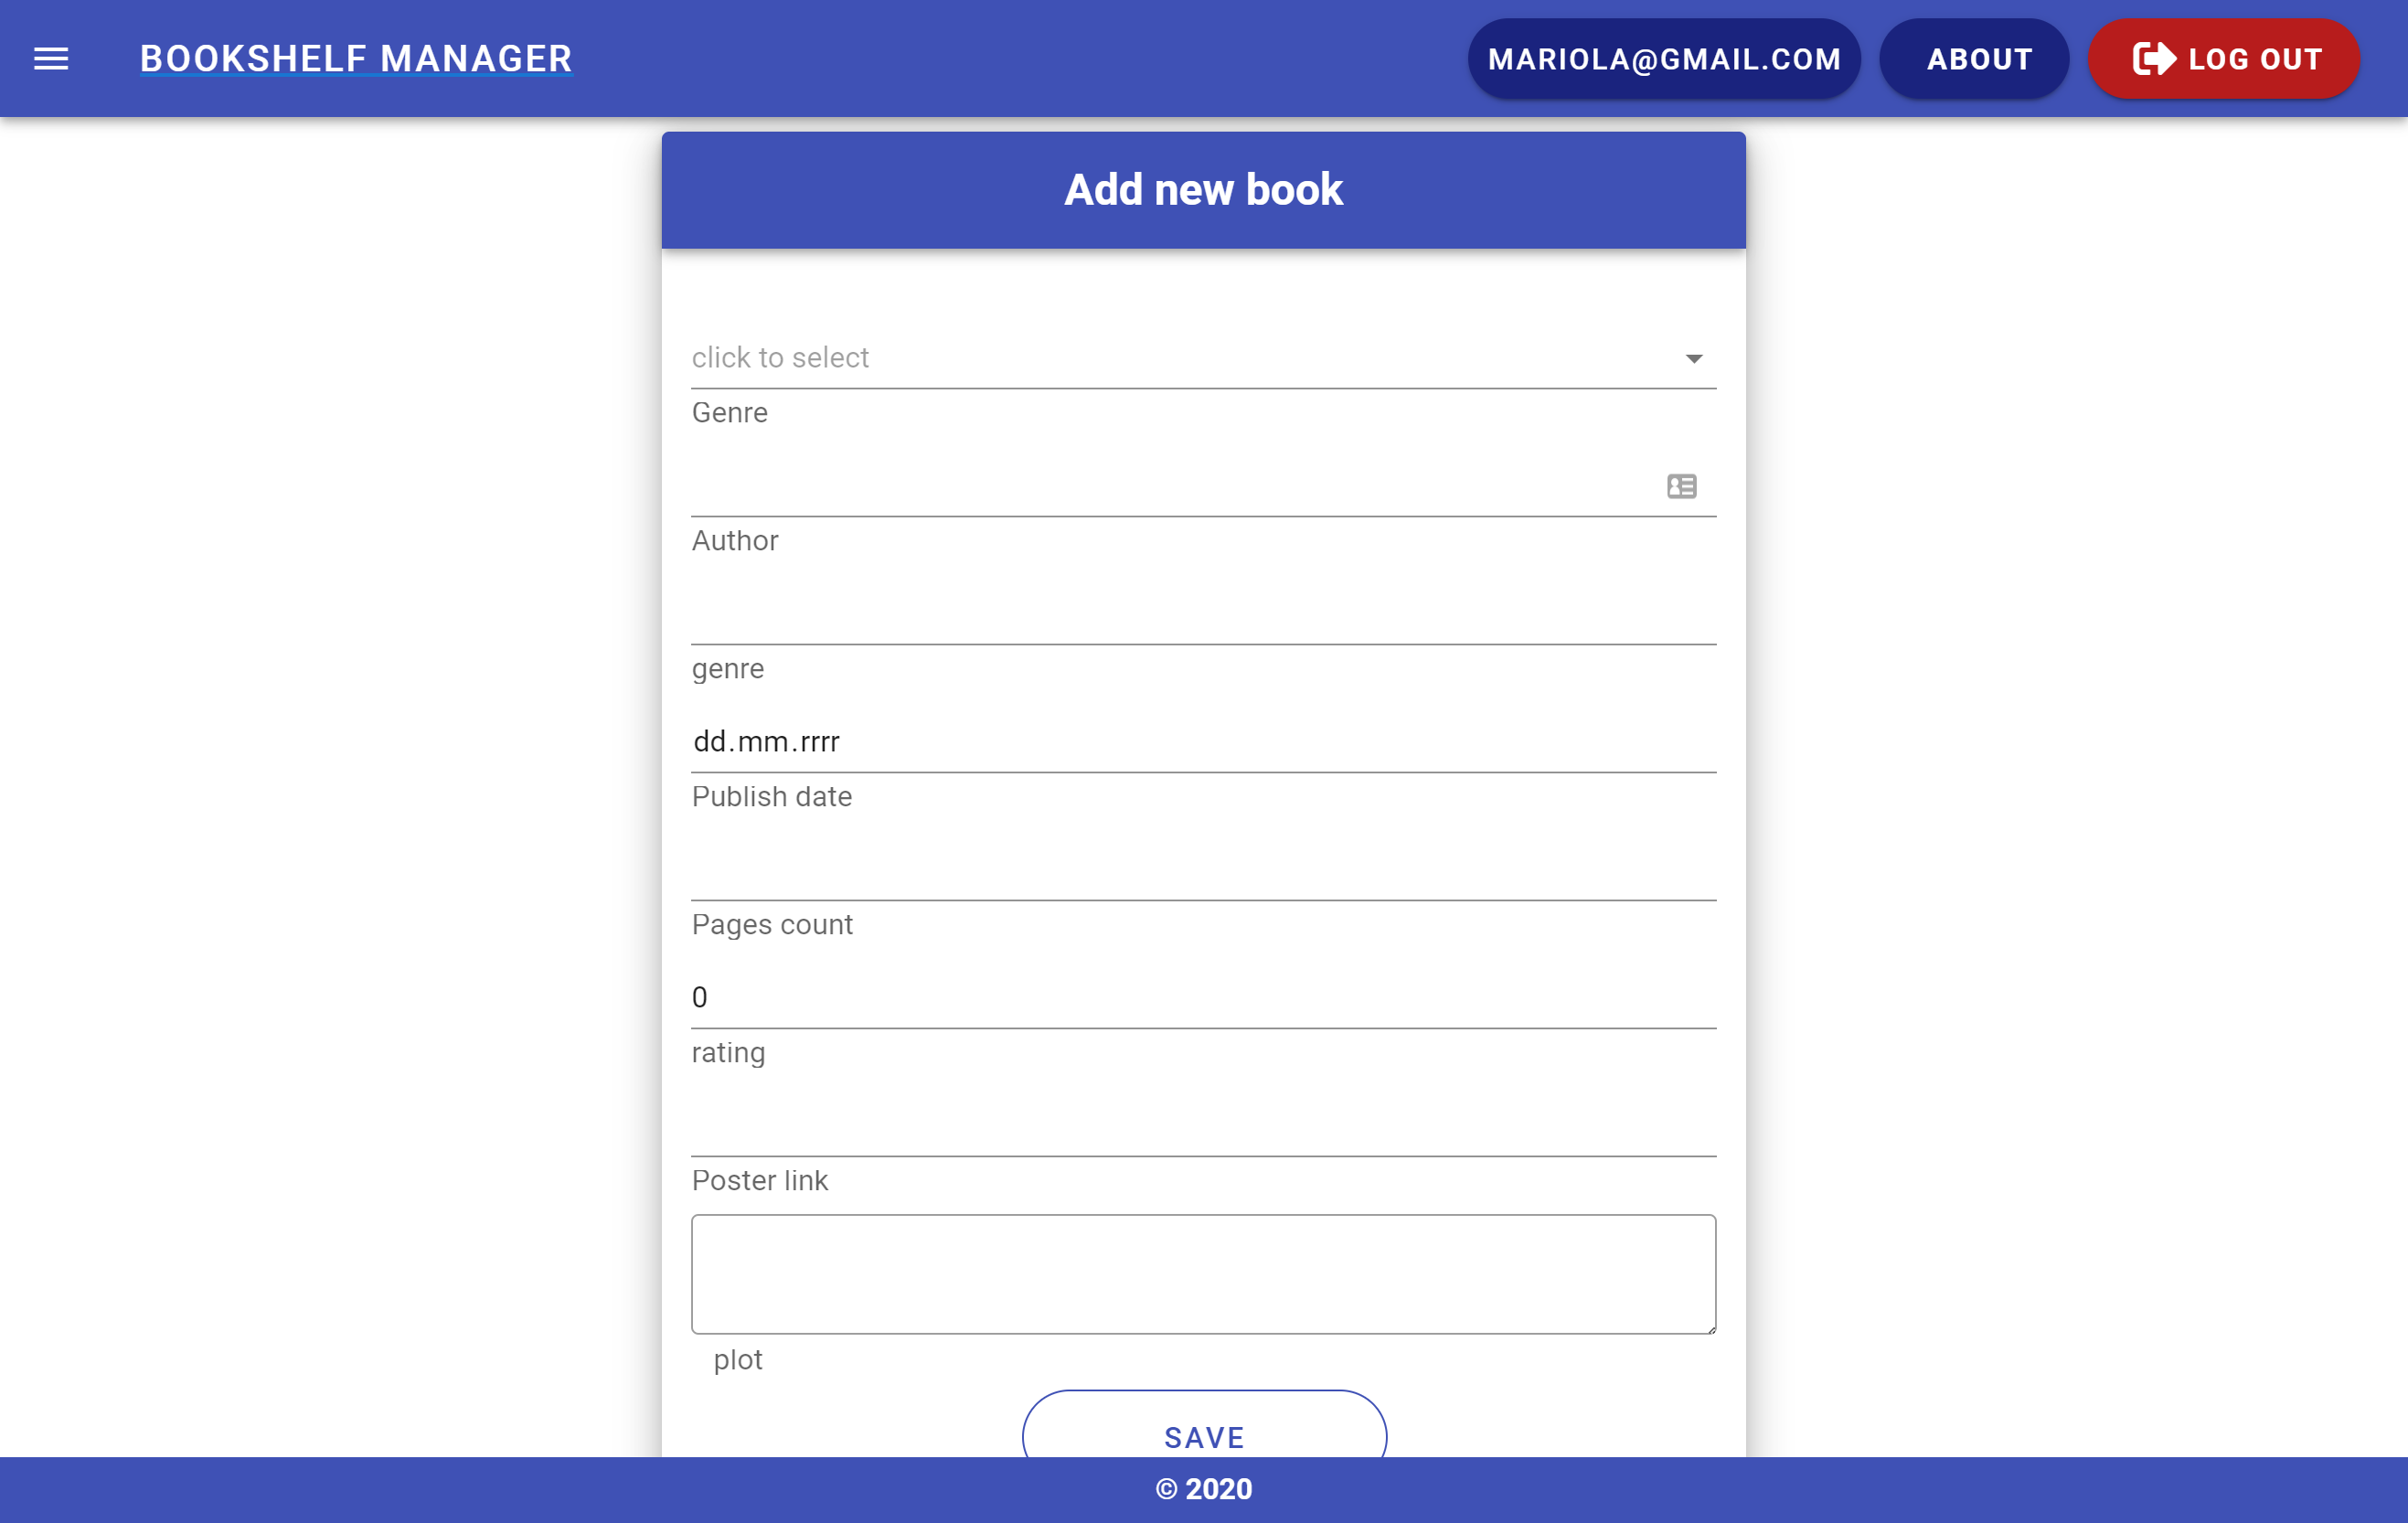 BOOKSHELF MANAGER
MARIOLA@GMAIL.COM
ABOUT
LOG OUT
Add new book
click to select
Genre
Author
genre
dd.mm.rrrr
Publish date
Pages count
0
rating
Poster link
plot
SAVE
© 2020